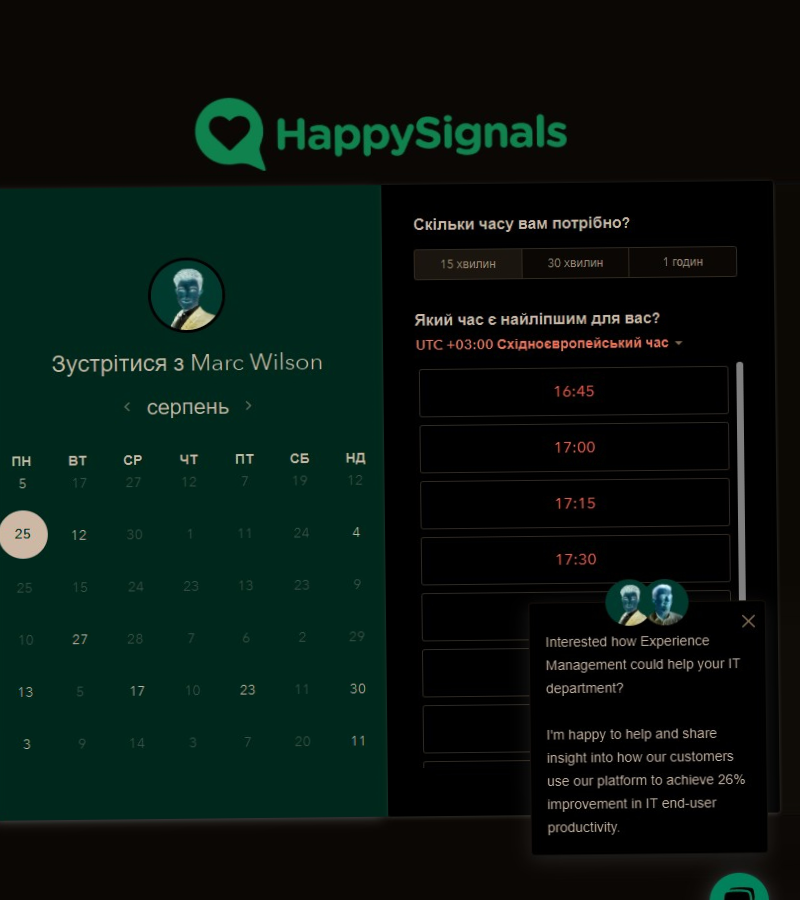 HappySignals
Зустрітися з Marc Wilson
серпень
ПН ВТ СР ЧТ ПТ СБ НД
5 17 27 12 7 19 12
25 12 30 1 11 24 4
25 15 24 23 13 23 9
10 27 28 7 6 2 29
13 5 17 10 23 11 30
3 9 14 3 7 20 11
Скільки часу вам потрібно?
15 хвилин 30 хвилин 1 годин
Який час є найліпшим для вас?
UTC +03:00 Східноєвропейський час
16:45
17:00
17:15
17:30
Interested how Experience
Management could help your IT
department?
I'm happy to help and share
insight into how our customers
use our platform to achieve 26%
improvement in IT end-user
productivity.